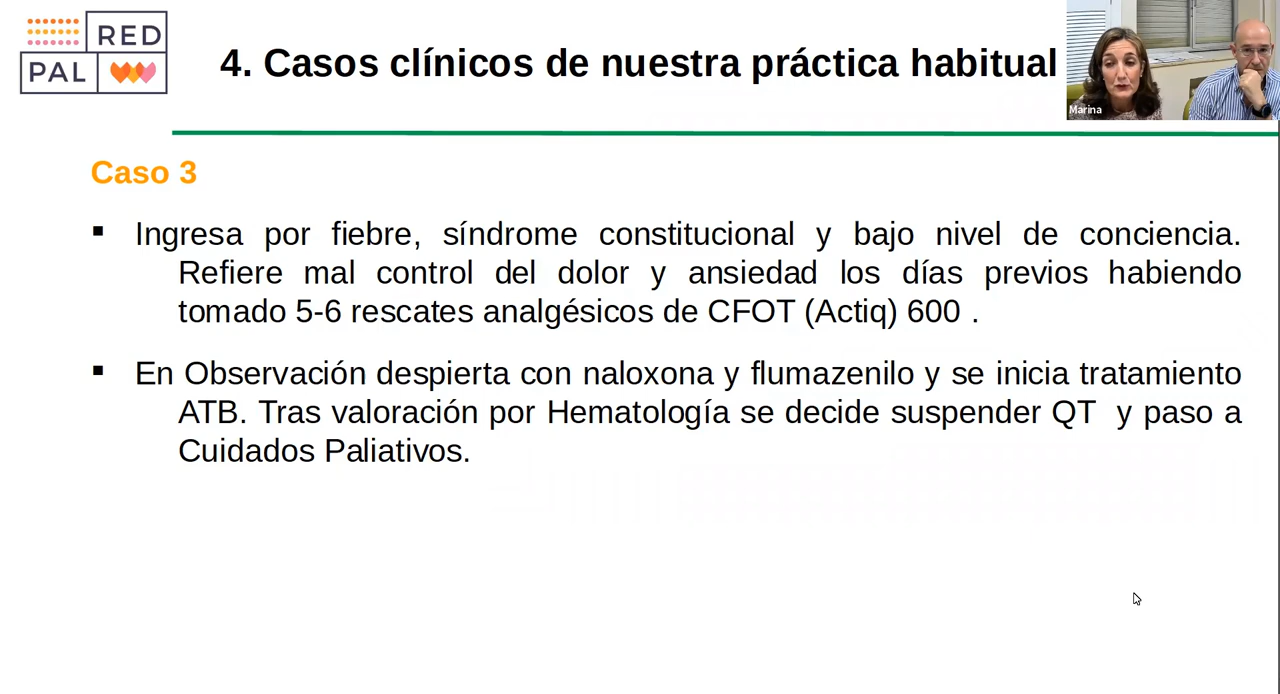 RED
PAL
4. Casos clínicos de nuestra práctica habitual
Marina
Caso 3
▪ Ingresa por fiebre, síndrome constitucional y bajo nivel de conciencia.
Refiere mal control del dolor y ansiedad los días previos habiendo
tomado 5-6 rescates analgésicos de CFOT (Actiq) 600 .
▪ En Observación despierta con naloxona y flumazenilo y se inicia tratamiento
ATB. Tras valoración por Hematología se decide suspender QT y paso a
Cuidados Paliativos.